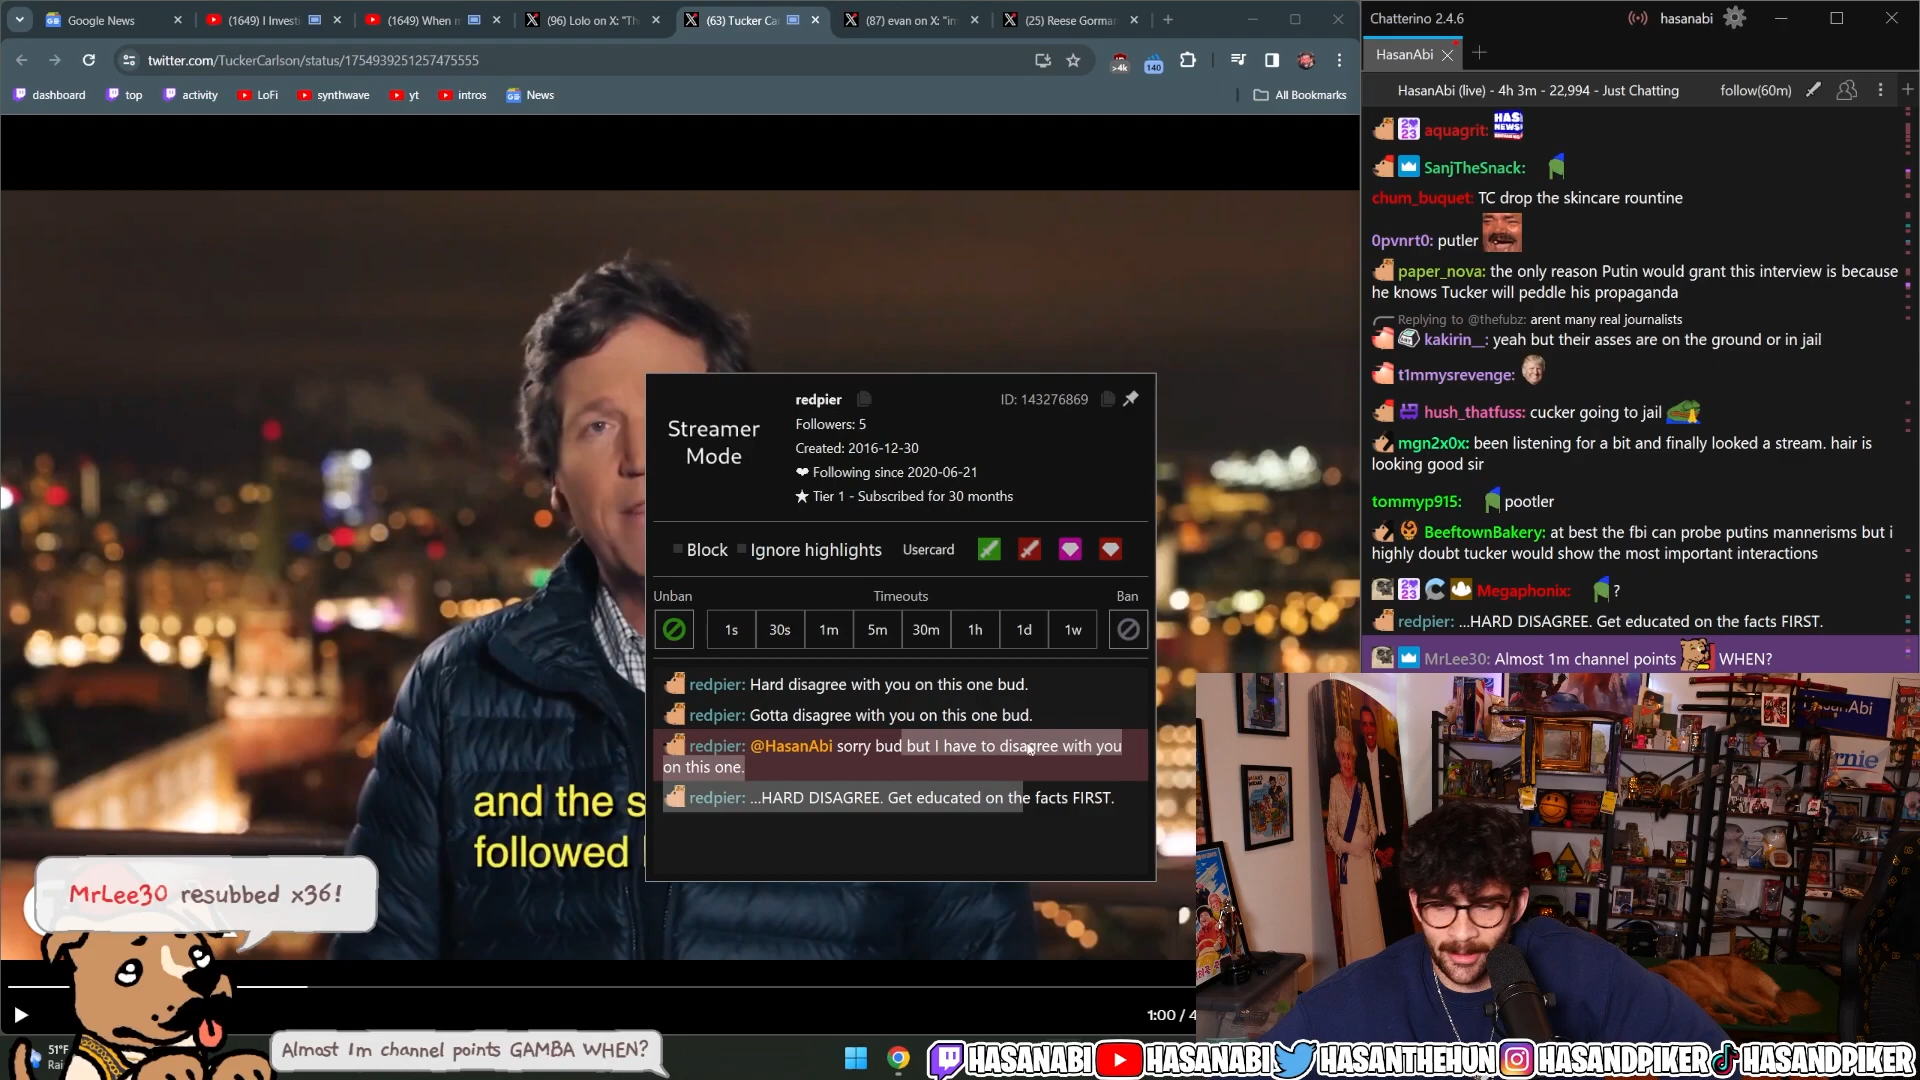 Google News
(1649) I Investi
(1649) When m
(96) Lolo on X: "Th
(63) Tucker Car
(87) evan on X: "in
(25) Reese Gorman
twitter.com/TuckerCarlson/status/1754939251257475555
>4k
140
dashboard
top
activity
LoFi
synthwave
yt
intros
News
All Bookmarks
and the s
followed
redpier
ID: 143276869
Streamer
Mode
Followers: 5
Created: 2016-12-30
Following since 2020-06-21
Tier 1 - Subscribed for 30 months
Block
Ignore highlights
Usercard
Unban
Timeouts
Ban
1s
30s
1m
5m
30m
1h
1d
1w
redpier: Hard disagree with you on this one bud.
redpier: Gotta disagree with you on this one bud.
redpier: @HasanAbi sorry bud but I have to disagree with you
on this one.
redpier: ...HARD DISAGREE. Get educated on the facts FIRST.
MrLee30 resubbed x36!
Almost 1m channel points GAMBA WHEN?
1:00 / 4
51°F
Rai
Chatterino 2.4.6
hasanabi
HasanAbi
HasanAbi (live) - 4h 3m - 22,994 - Just Chatting
follow(60m)
aquagrit: HAS NEWS!
SanjTheSnack:
chum_buquet: TC drop the skincare rountine
0pvnrt0: putler
paper_nova: the only reason Putin would grant this interview is because
he knows Tucker will peddle his propaganda
Replying to @thefubz: arent many real journalists
kakirin__: yeah but their asses are on the ground or in jail
t1mmysrevenge:
hush_thatfuss: cucker going to jail
mgn2x0x: been listening for a bit and finally looked a stream. hair is
looking good sir
tommyp915: pootler
BeeftownBakery: at best the fbi can probe putins mannerisms but i
highly doubt tucker would show the most important interactions
Megaphonix: ?
redpier: ...HARD DISAGREE. Get educated on the facts FIRST.
MrLee30: Almost 1m channel points WHEN?
HASANABI
HASANABI
HASANTHEHUN
HASANDPIKER
HASANDPIKER